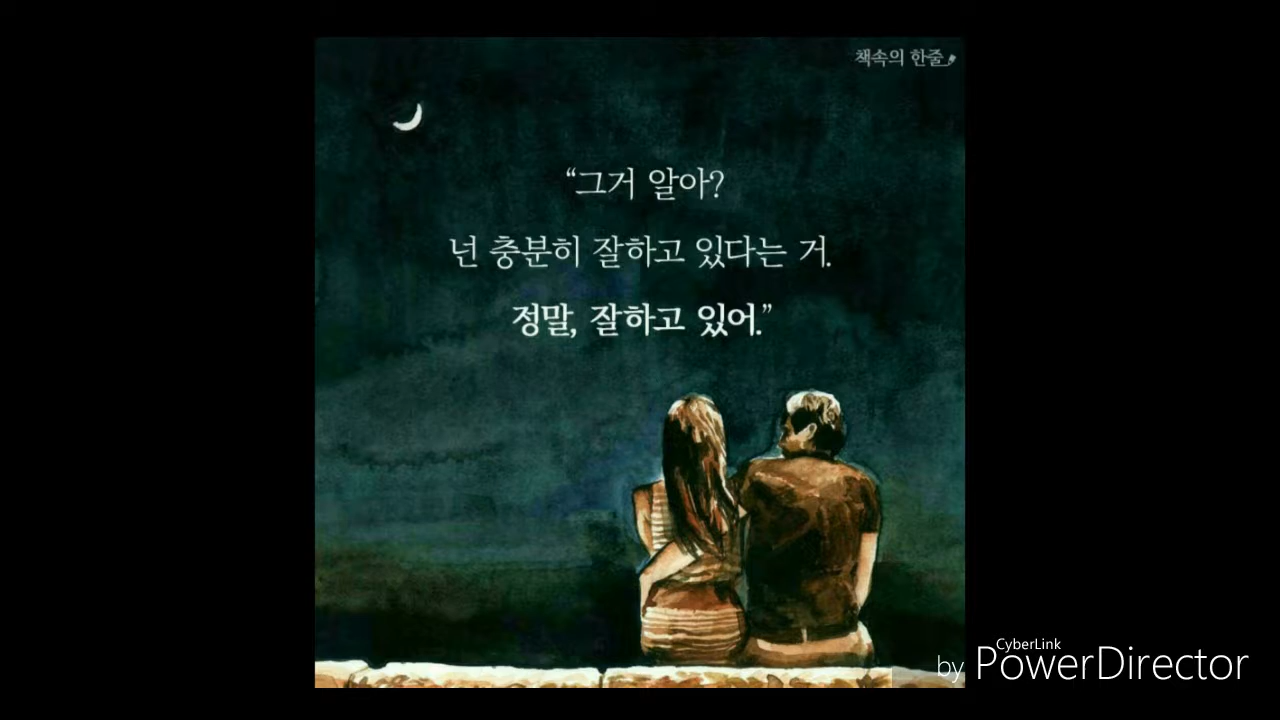 책속의 한줄
“그거 알아?
넌 충분히 잘하고 있다는 거.
정말, 잘하고 있어.”
CyberLink
by PowerDirector